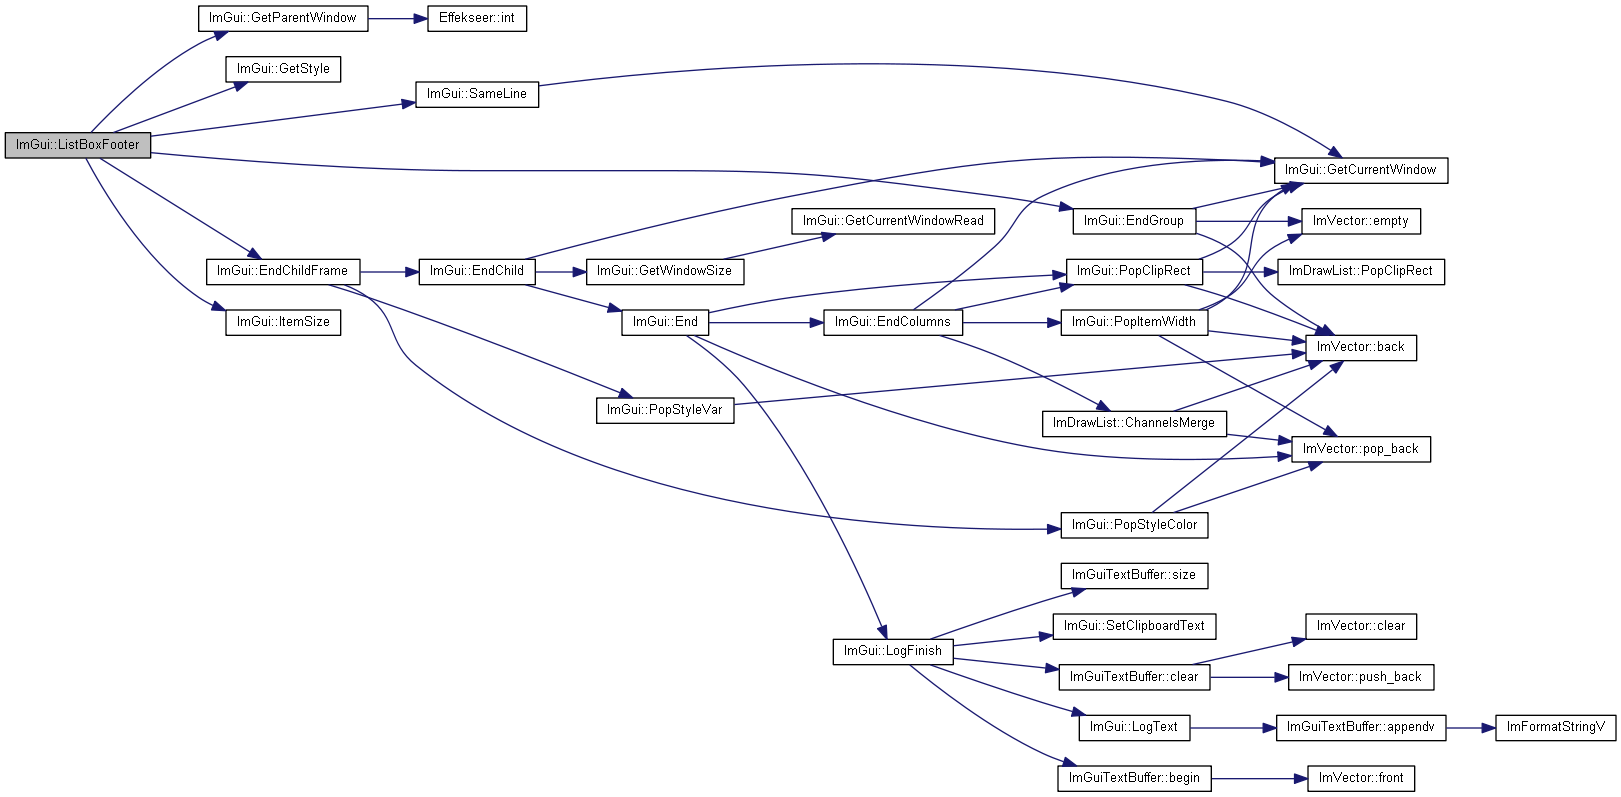 ImGui::GetParentWindow
Effekseer::int
ImGui::GetStyle
ImGui::SameLine
ImGui::ListBoxFooter
ImGui::GetCurrentWindow
ImGui::GetCurrentWindowRead
ImGui::EndGroup
ImVector::empty
ImGui::EndChildFrame
ImGui::EndChild
ImGui::GetWindowSize
ImGui::PopClipRect
ImDrawList::PopClipRect
ImGui::ItemSize
ImGui::End
ImGui::EndColumns
ImGui::PopItemWidth
ImVector::back
ImGui::PopStyleVar
ImDrawList::ChannelsMerge
ImVector::pop_back
ImGui::PopStyleColor
ImGuiTextBuffer::size
ImGui::SetClipboardText
ImVector::clear
ImGui::LogFinish
ImGuiTextBuffer::clear
ImVector::push_back
ImGui::LogText
ImGuiTextBuffer::appendv
ImFormatStringV
ImGuiTextBuffer::begin
ImVector::front